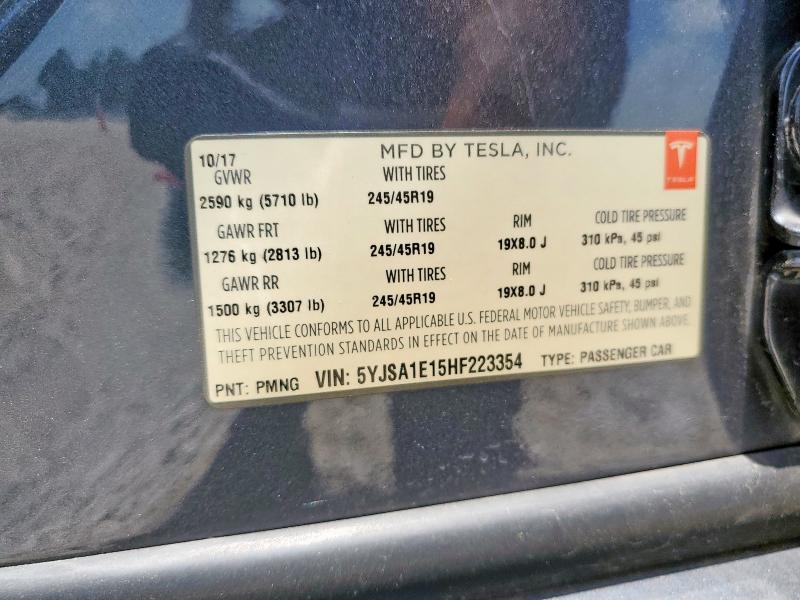 10/17 MFD BY TESLA, INC.
GVWR WITH TIRES
2590 kg (5710 lb) 245/45R19
GAWR FRT WITH TIRES RIM COLD TIRE PRESSURE
1276 kg (2813 lb) 245/45R19 19X8.0 J 310 kPa, 45 psi
GAWR RR WITH TIRES RIM COLD TIRE PRESSURE
1500 kg (3307 lb) 245/45R19 19X8.0 J 310 kPa, 45 psi
THIS VEHICLE CONFORMS TO ALL APPLICABLE U.S. FEDERAL MOTOR VEHICLE SAFETY, BUMPER, AND
THEFT PREVENTION STANDARDS IN EFFECT ON THE DATE OF MANUFACTURE SHOWN ABOVE.
PNT: PMNG VIN: 5YJSA1E15HF223354 TYPE: PASSENGER CAR
TESLA